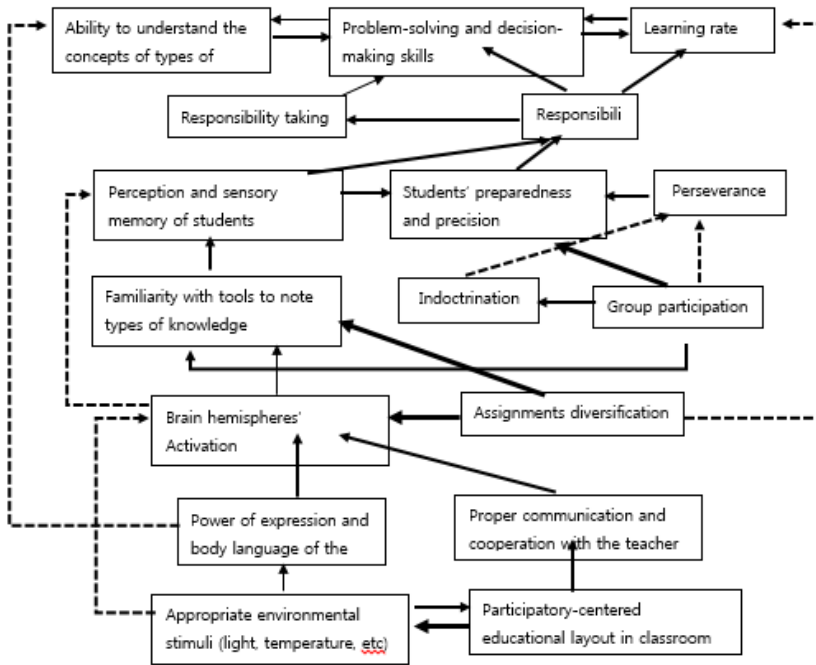 Ability to understand the
concepts of types of
Problem-solving and decision-
making skills
Learning rate
Responsibility taking
Responsibili
Perception and sensory
memory of students
Students' preparedness
and precision
Perseverance
Familiarity with tools to note
types of knowledge
Indoctrination
Group participation
Brain hemispheres'
Activation
Assignments diversification
Power of expression and
body language of the
Proper communication and
cooperation with the teacher
Appropriate environmental
stimuli (light, temperature, etc)
Participatory-centered
educational layout in classroom